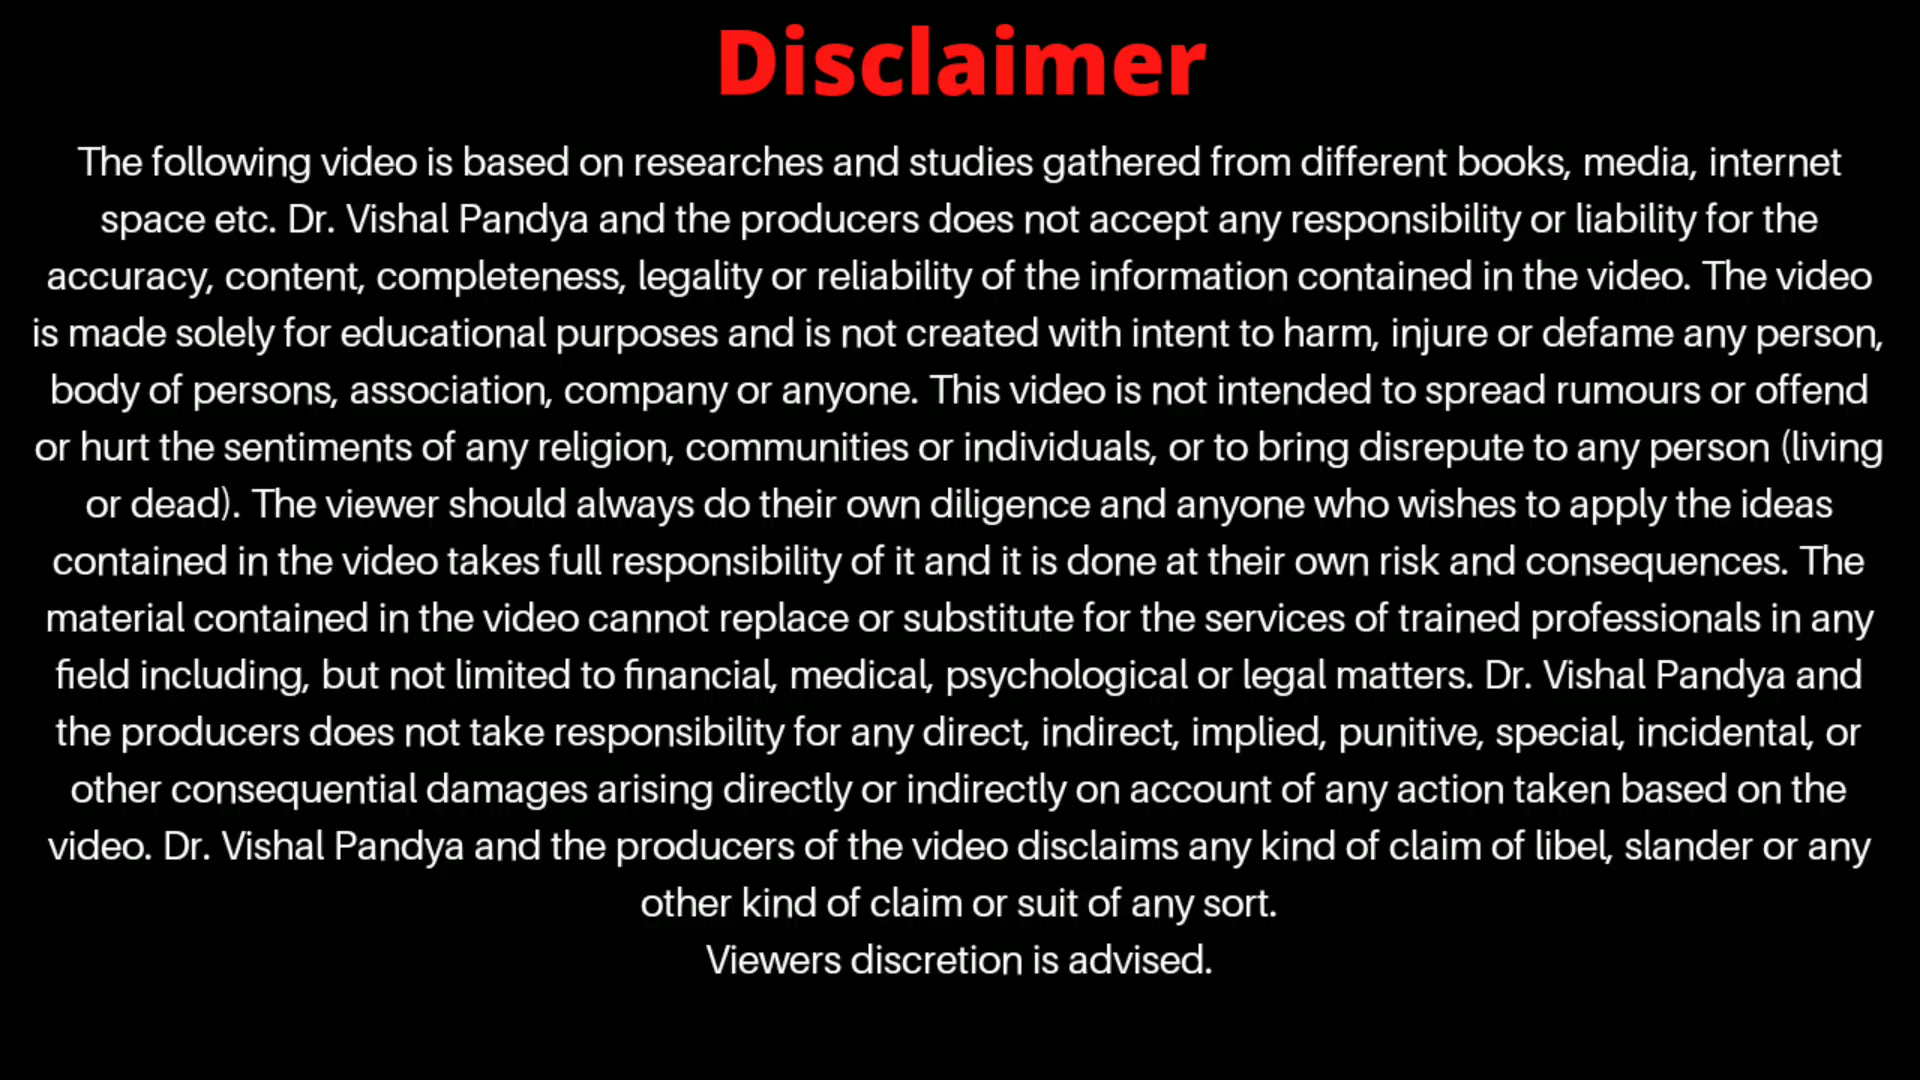 Disclaimer
The following video is based on researches and studies gathered from different books, media, internet
space etc. Dr. Vishal Pandya and the producers does not accept any responsibility or liability for the
accuracy, content, completeness, legality or reliability of the information contained in the video. The video
is made solely for educational purposes and is not created with intent to harm, injure or defame any person,
body of persons, association, company or anyone. This video is not intended to spread rumours or offend
or hurt the sentiments of any religion, communities or individuals, or to bring disrepute to any person (living
or dead). The viewer should always do their own diligence and anyone who wishes to apply the ideas
contained in the video takes full responsibility of it and it is done at their own risk and consequences. The
material contained in the video cannot replace or substitute for the services of trained professionals in any
field including, but not limited to financial, medical, psychological or legal matters. Dr. Vishal Pandya and
the producers does not take responsibility for any direct, indirect, implied, punitive, special, incidental, or
other consequential damages arising directly or indirectly on account of any action taken based on the
video. Dr. Vishal Pandya and the producers of the video disclaims any kind of claim of libel, slander or any
other kind of claim or suit of any sort.
Viewers discretion is advised.